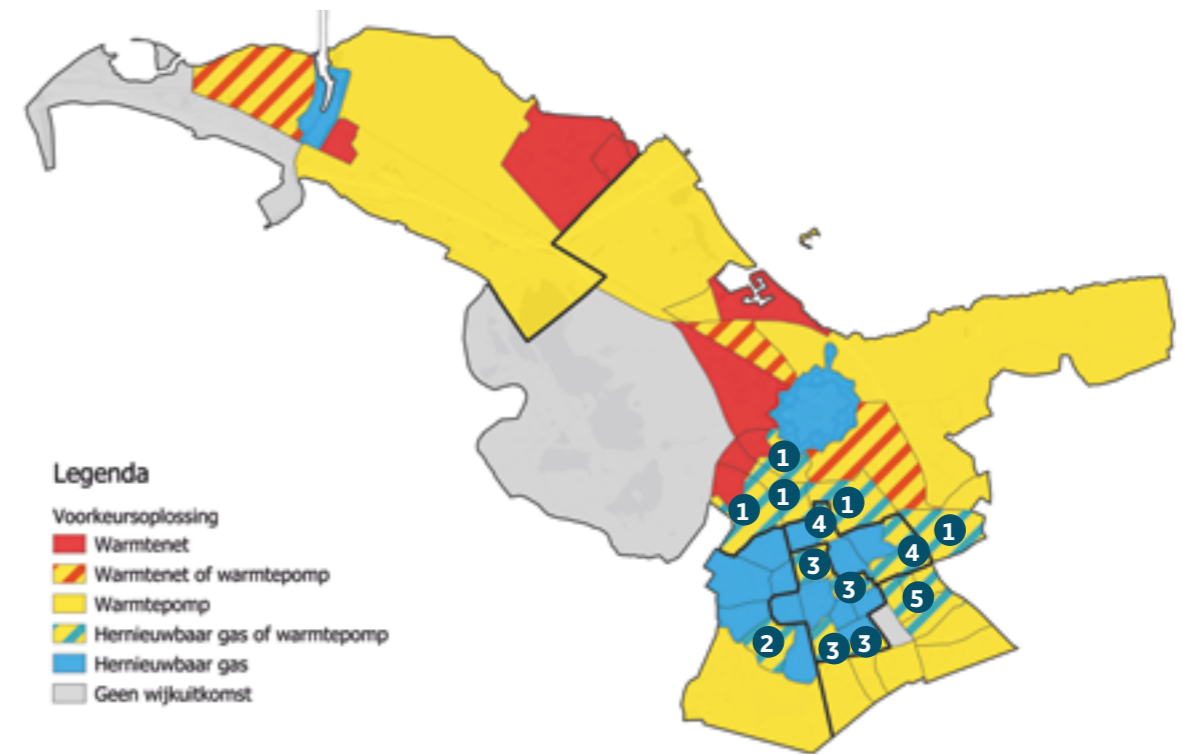 1
1
1
1
4
1
4
3
3
5
2
3
3
Legenda
Voorkeursoplossing
Warmtenet
Warmtenet of warmtepomp
Warmtepomp
Hernieuwbaar gas of warmtepomp
Hernieuwbaar gas
Geen wijkuitkomst